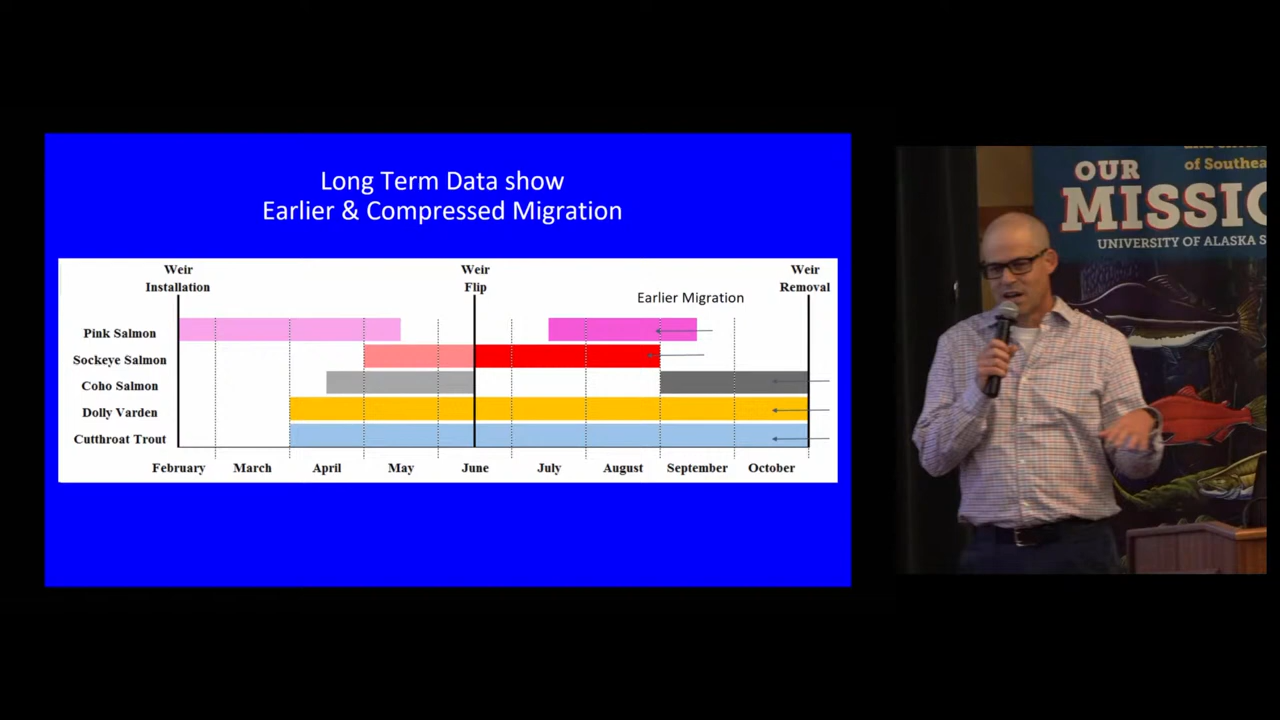 Long Term Data show
Earlier & Compressed Migration
Weir
Installation
Weir
Flip
Weir
Removal
Earlier Migration
Pink Salmon
Sockeye Salmon
Coho Salmon
Dolly Varden
Cutthroat Trout
February March April May June July August September October
of Southea
OUR
MISSIO
UNIVERSITY OF ALASKA S